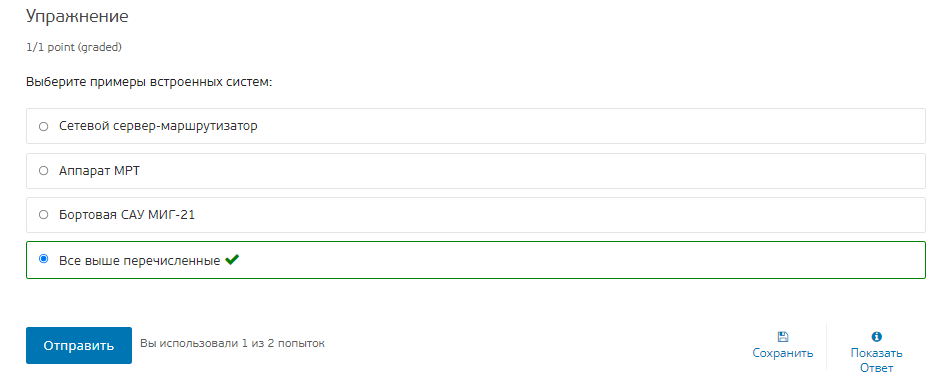 Упражнение
1/1 point (graded)
Выберите примеры встроенных систем:
Сетевой сервер-маршрутизатор
Аппарат МРТ
Бортовая САУ МИГ-21
Все выше перечисленные
Отправить
Вы использовали 1 из 2 попыток
Сохранить
Показать
Ответ